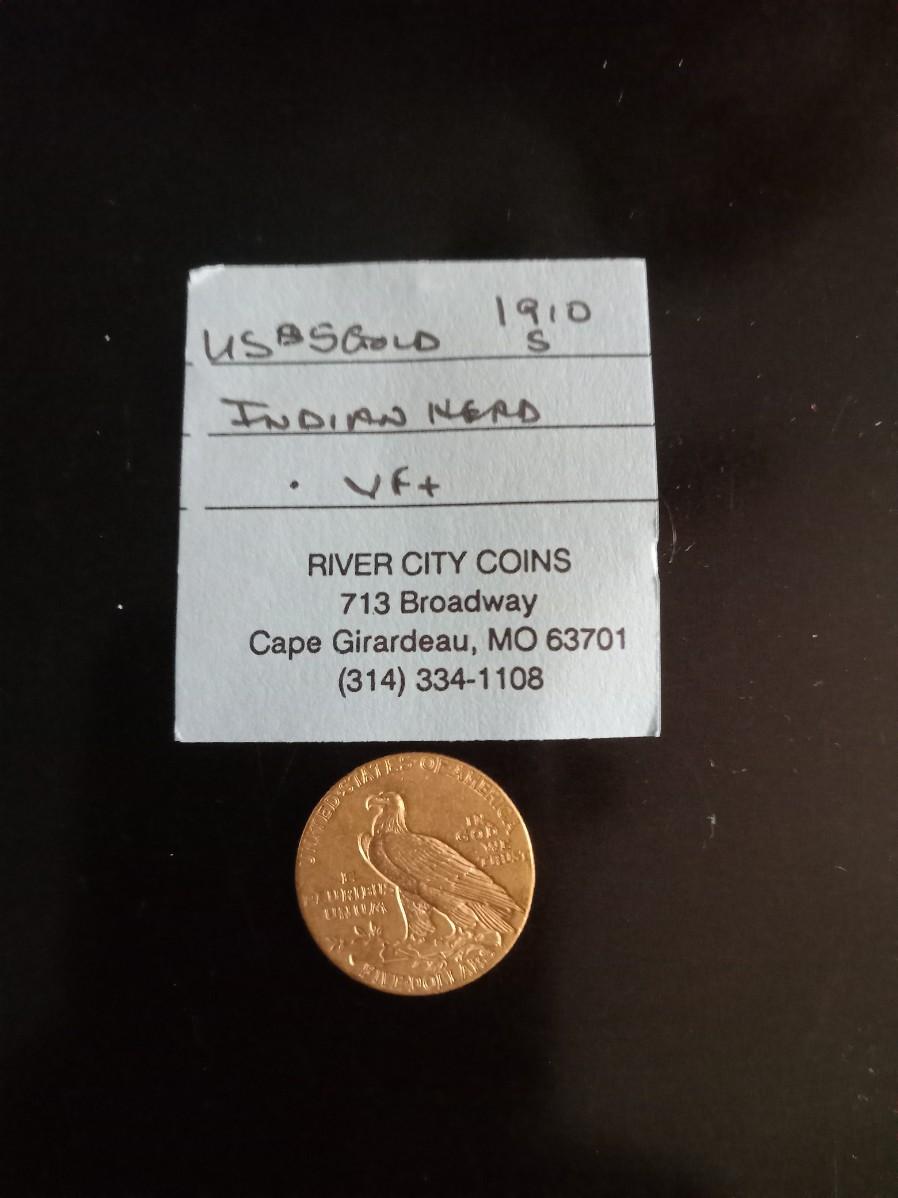 US $5 GOLD 1910
S
INDIAN HEAD
• VF+
RIVER CITY COINS
713 Broadway
Cape Girardeau, MO 63701
(314) 334-1108
UNITED·STATES·OF·AMERICA
IN
GOD
WE
TRUST
E
PLURIBUS
UNUM
FIVE DOLLARS